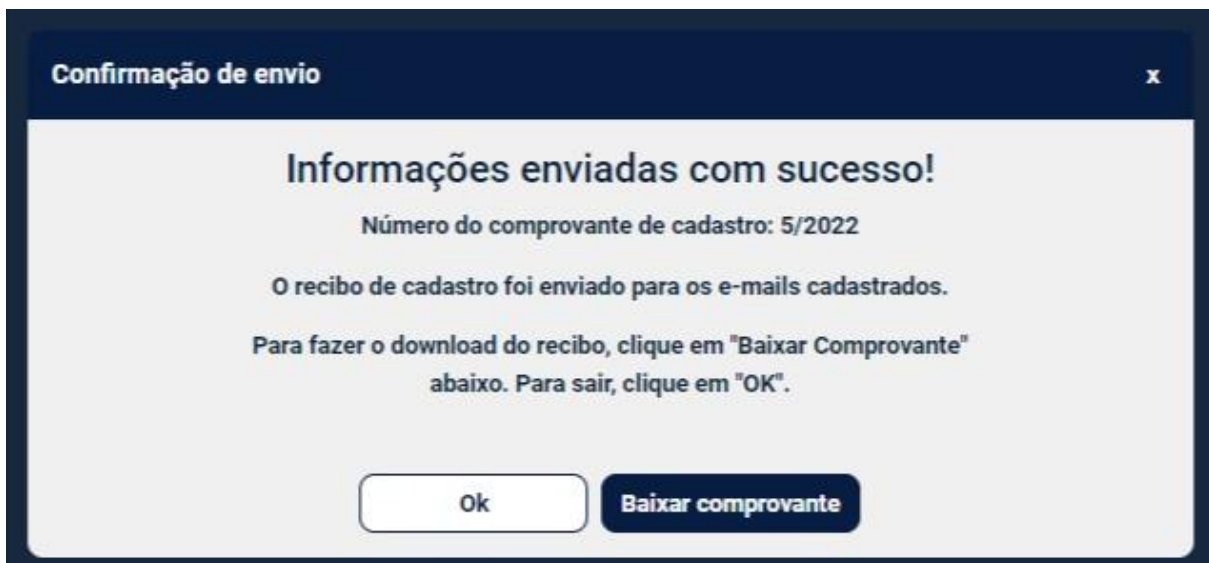 Confirmação de envio x
Informações enviadas com sucesso!
Número do comprovante de cadastro: 5/2022
O recibo de cadastro foi enviado para os e-mails cadastrados.
Para fazer o download do recibo, clique em "Baixar Comprovante"
abaixo. Para sair, clique em "OK".
Ok Baixar comprovante